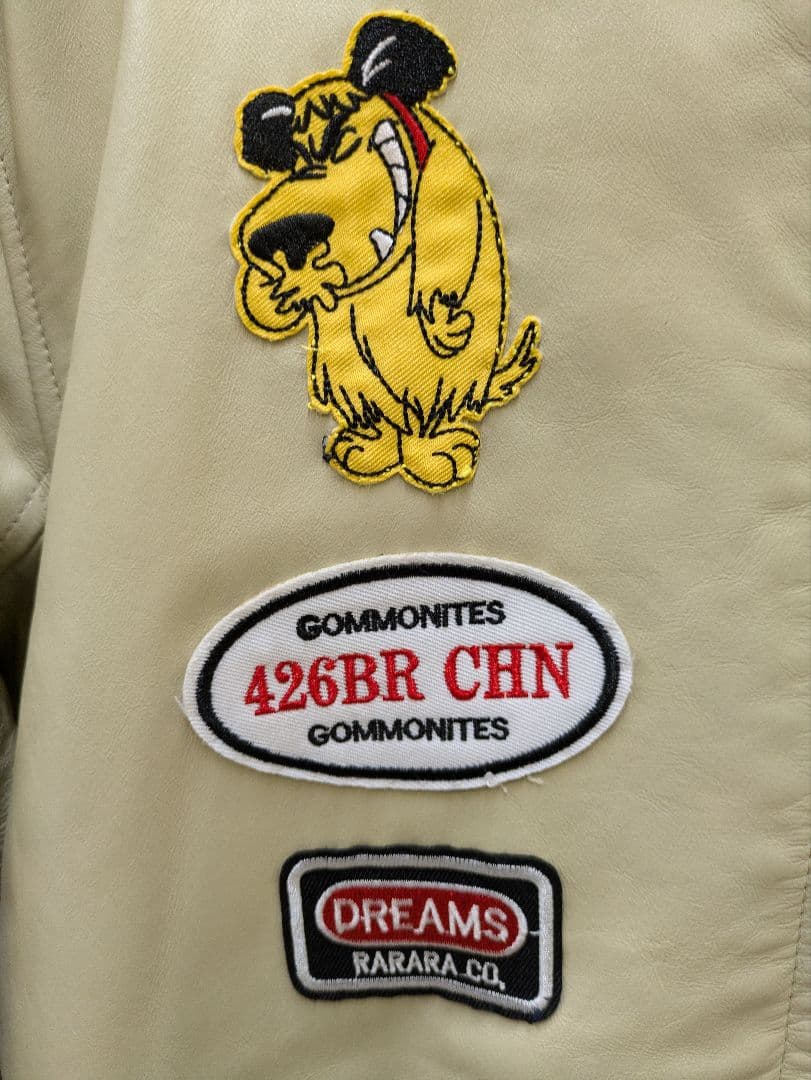 GOMMONITES
426BR CHN
GOMMONITES
DREAMS
RARARA CO,